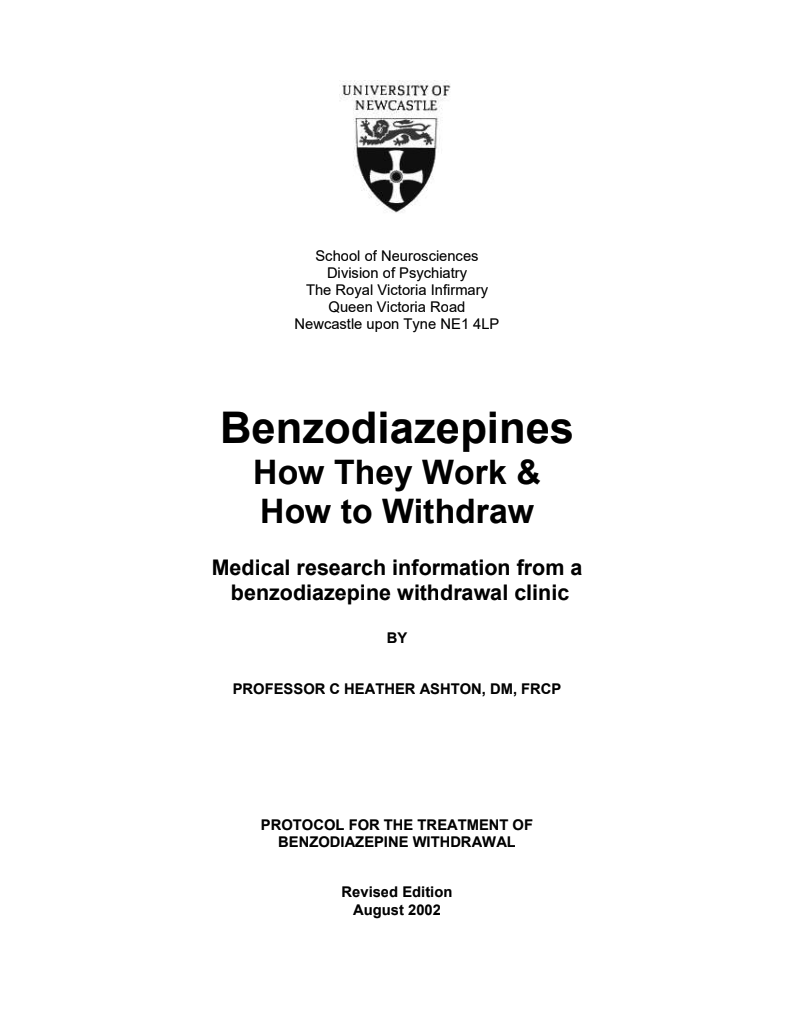 UNIVERSITY OF
NEWCASTLE
School of Neurosciences
Division of Psychiatry
The Royal Victoria Infirmary
Queen Victoria Road
Newcastle upon Tyne NE1 4LP
Benzodiazepines
How They Work &
How to Withdraw
Medical research information from a
benzodiazepine withdrawal clinic
BY
PROFESSOR C HEATHER ASHTON, DM, FRCP
PROTOCOL FOR THE TREATMENT OF
BENZODIAZEPINE WITHDRAWAL
Revised Edition
August 2002